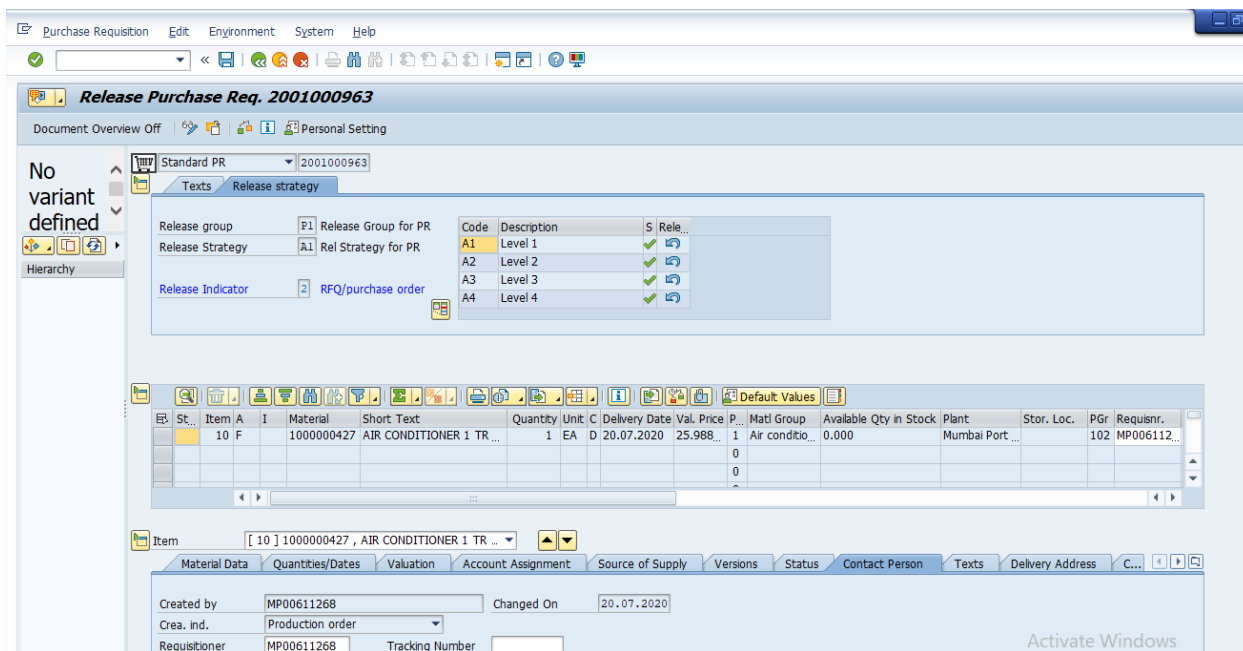 Purchase Requisition Edit Environment System Help
Release Purchase Req. 2001000963
Document Overview Off Personal Setting
No variant defined
Hierarchy
Standard PR 2001000963
Texts Release strategy
Release group P1 Release Group for PR
Release Strategy A1 Rel Strategy for PR
Release Indicator 2 RFQ/purchase order
Code Description S Rele...
A1 Level 1
A2 Level 2
A3 Level 3
A4 Level 4
Default Values
St... Item A I Material Short Text Quantity Unit C Delivery Date Val. Price P... Matl Group Available Qty in Stock Plant Stor. Loc. PGr Requisnr.
10 F 1000000427 AIR CONDITIONER 1 TR ... 1 EA D 20.07.2020 25.988... 1 Air conditio... 0.000 Mumbai Port ... 102 MP006112...
0
0
Item [ 10 ] 1000000427 , AIR CONDITIONER 1 TR ...
Material Data Quantities/Dates Valuation Account Assignment Source of Supply Versions Status Contact Person Texts Delivery Address C...
Created by MP00611268 Changed On 20.07.2020
Crea. ind. Production order
Requisitioner MP00611268 Tracking Number
Activate Windows